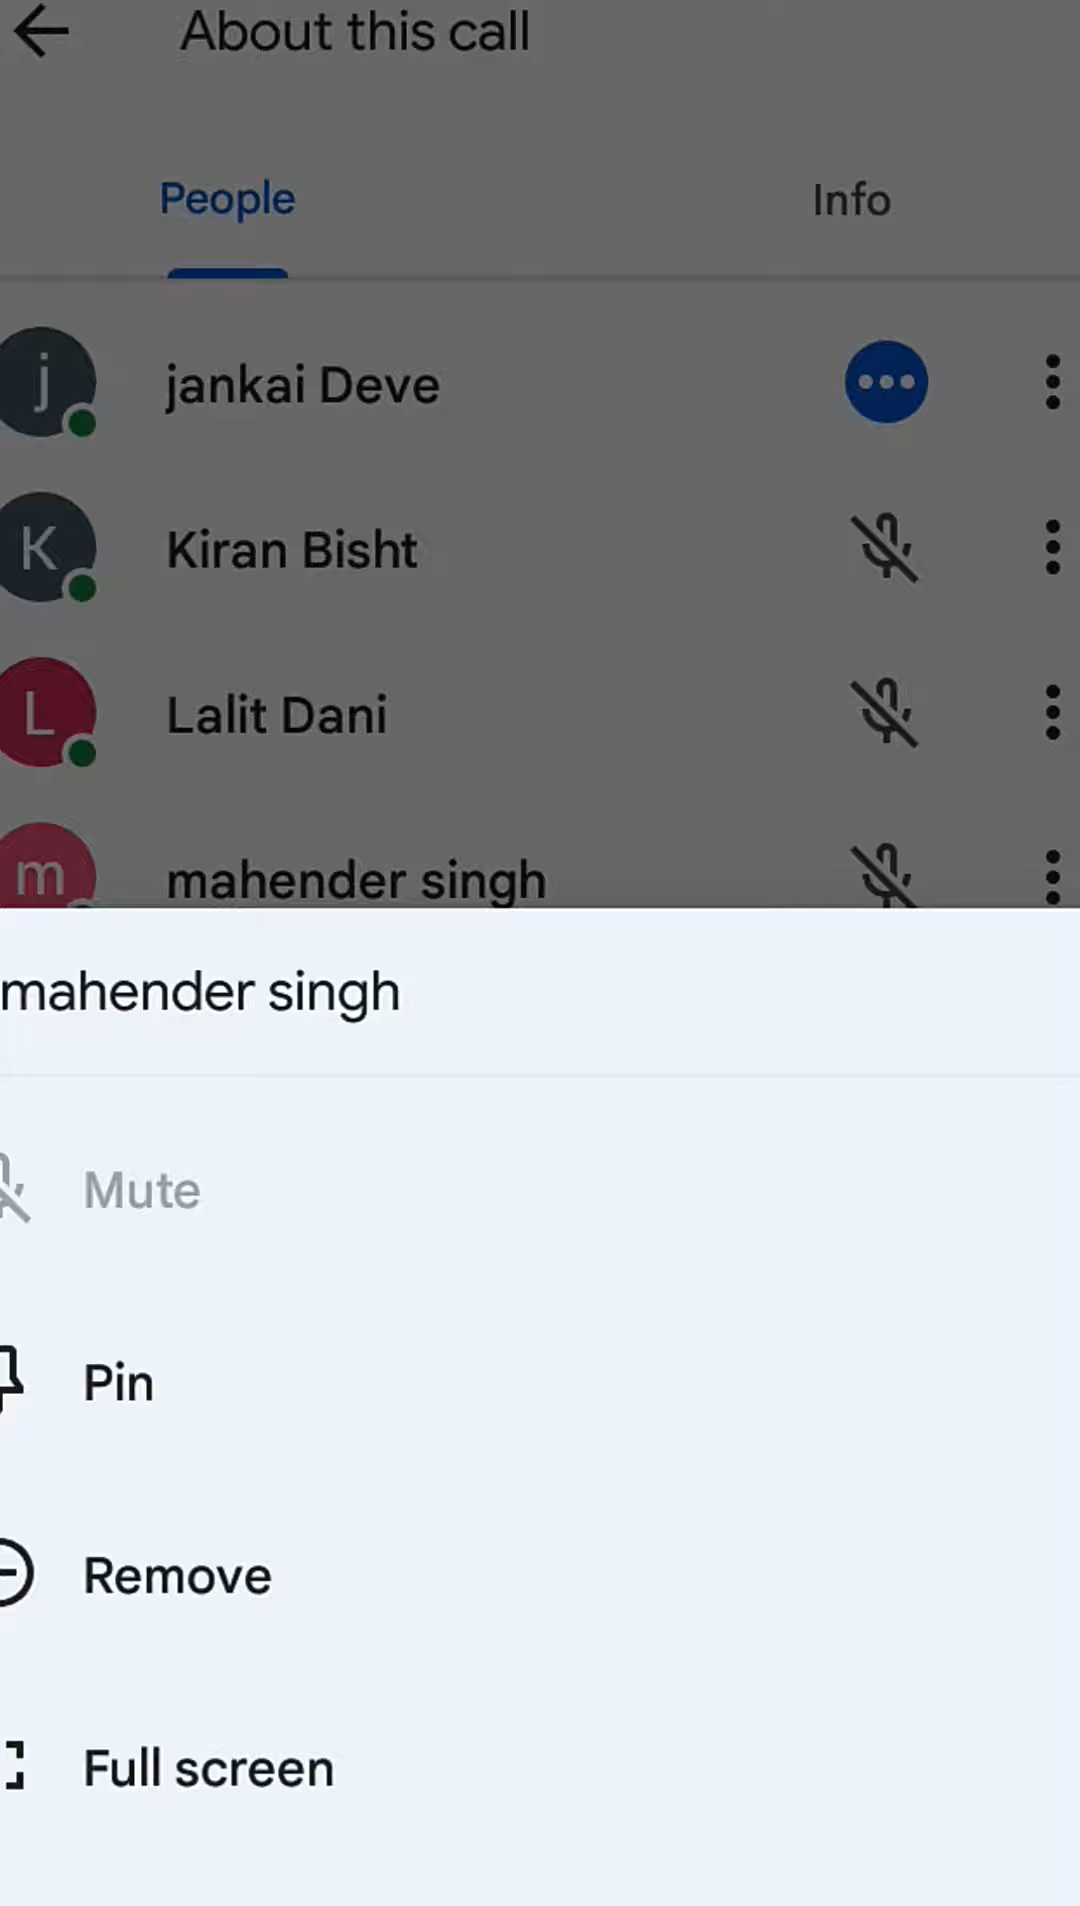 About this call
People
Info
j
jankai Deve
K
Kiran Bisht
L
Lalit Dani
m
mahender singh
mahender singh
Mute
Pin
Remove
Full screen